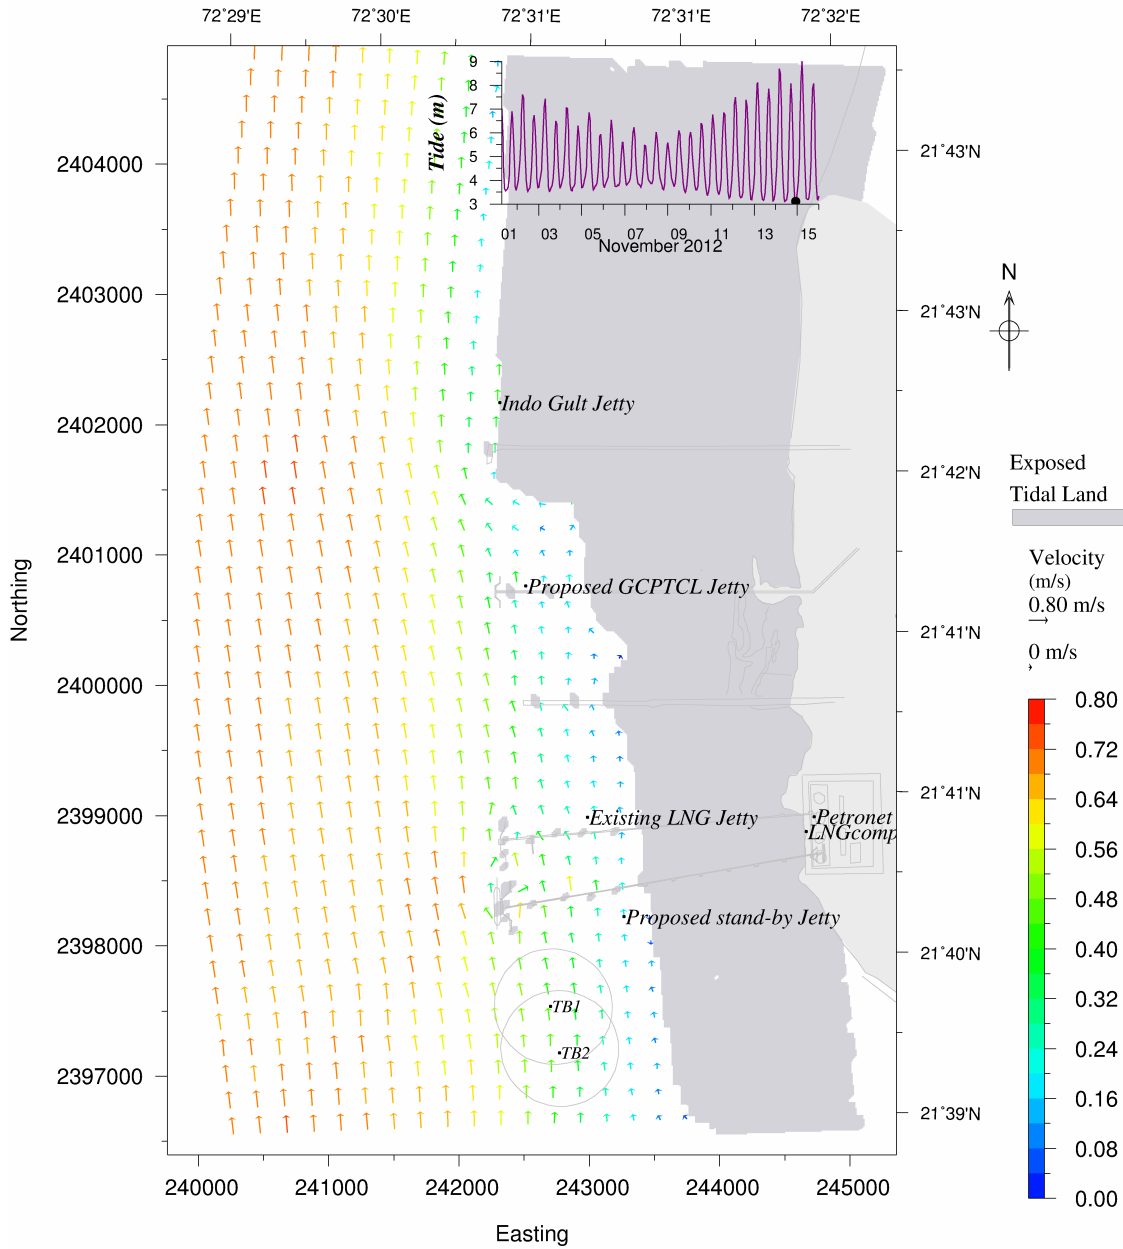 72°29'E 72°30'E 72°31'E 72°31'E 72°32'E
9
8
7
6
5
4
3
Tide (m)
01 03 05 07 09 11 13 15
November 2012
2404000
2403000
2402000
2401000
2400000
2399000
2398000
2397000
Northing
21°43'N
21°43'N
21°42'N
21°41'N
21°41'N
21°40'N
21°39'N
Indo Gult Jetty
Proposed GCPTCL Jetty
Existing LNG Jetty
Petronet
LNGcomp
Proposed stand-by Jetty
TB1
TB2
240000 241000 242000 243000 244000 245000
Easting
N
Exposed
Tidal Land
Velocity
(m/s)
0.80 m/s
0 m/s
0.80
0.72
0.64
0.56
0.48
0.40
0.32
0.24
0.16
0.08
0.00